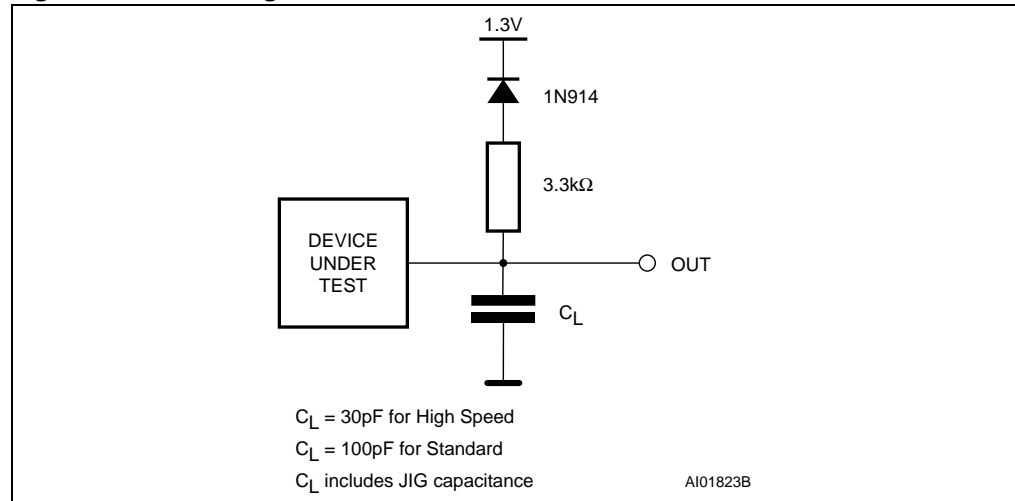 1.3V
1N914
3.3kΩ
DEVICE
UNDER
TEST
OUT
CL
CL = 30pF for High Speed
CL = 100pF for Standard
CL includes JIG capacitance
AI01823B